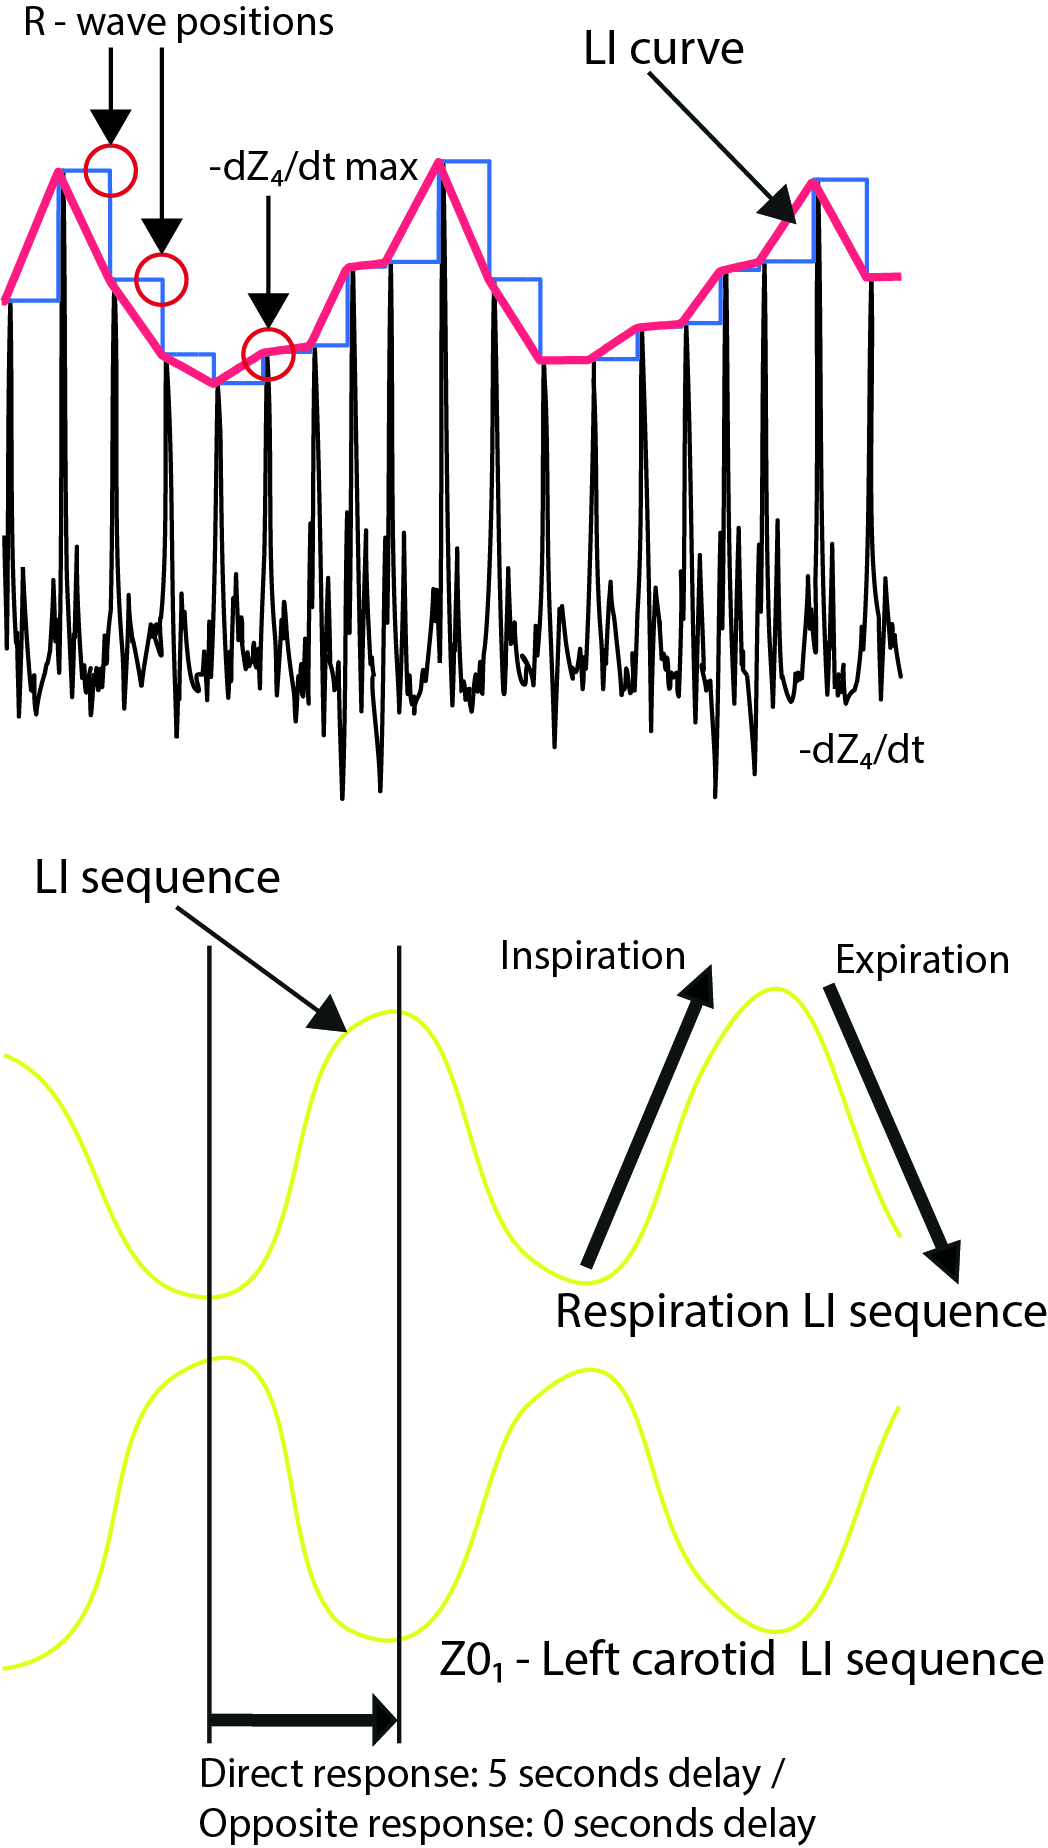 R - wave positions
LI curve
-dZ₄/dt max
-dZ₄/dt
LI sequence
Inspiration
Expiration
Respiration LI sequence
Z0₁ - Left carotid LI sequence
Direct response: 5 seconds delay /
Opposite response: 0 seconds delay